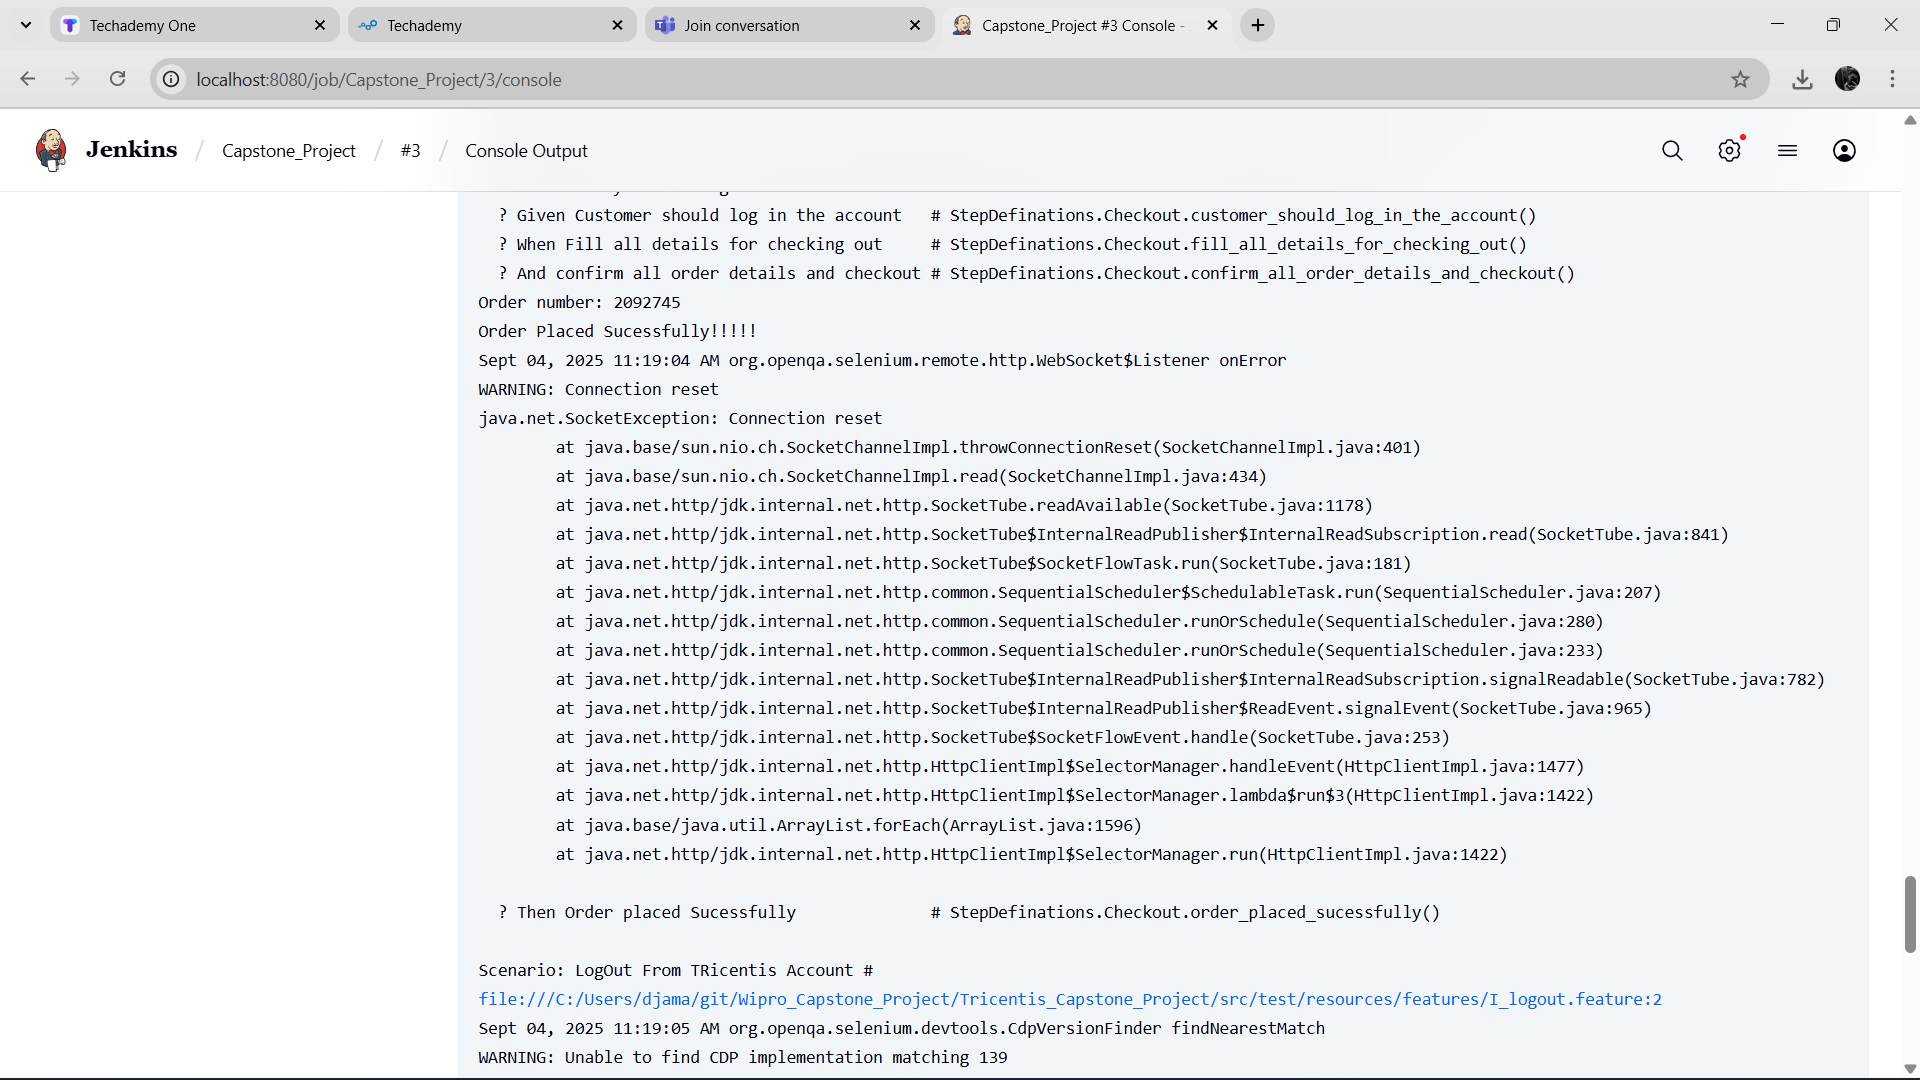 Techademy One
Techademy
Join conversation
Capstone_Project #3 Console -
localhost:8080/job/Capstone_Project/3/console
Jenkins / Capstone_Project / #3 / Console Output
? Given Customer should log in the account   # StepDefinations.Checkout.customer_should_log_in_the_account()
? When Fill all details for checking out     # StepDefinations.Checkout.fill_all_details_for_checking_out()
? And confirm all order details and checkout # StepDefinations.Checkout.confirm_all_order_details_and_checkout()
Order number: 2092745
Order Placed Sucessfully!!!!!
Sept 04, 2025 11:19:04 AM org.openqa.selenium.remote.http.WebSocket$Listener onError
WARNING: Connection reset
java.net.SocketException: Connection reset
at java.base/sun.nio.ch.SocketChannelImpl.throwConnectionReset(SocketChannelImpl.java:401)
at java.base/sun.nio.ch.SocketChannelImpl.read(SocketChannelImpl.java:434)
at java.net.http/jdk.internal.net.http.SocketTube.readAvailable(SocketTube.java:1178)
at java.net.http/jdk.internal.net.http.SocketTube$InternalReadPublisher$InternalReadSubscription.read(SocketTube.java:841)
at java.net.http/jdk.internal.net.http.SocketTube$SocketFlowTask.run(SocketTube.java:181)
at java.net.http/jdk.internal.net.http.common.SequentialScheduler$SchedulableTask.run(SequentialScheduler.java:207)
at java.net.http/jdk.internal.net.http.common.SequentialScheduler.runOrSchedule(SequentialScheduler.java:280)
at java.net.http/jdk.internal.net.http.common.SequentialScheduler.runOrSchedule(SequentialScheduler.java:233)
at java.net.http/jdk.internal.net.http.SocketTube$InternalReadPublisher$InternalReadSubscription.signalReadable(SocketTube.java:782)
at java.net.http/jdk.internal.net.http.SocketTube$InternalReadPublisher$ReadEvent.signalEvent(SocketTube.java:965)
at java.net.http/jdk.internal.net.http.SocketTube$SocketFlowEvent.handle(SocketTube.java:253)
at java.net.http/jdk.internal.net.http.HttpClientImpl$SelectorManager.handleEvent(HttpClientImpl.java:1477)
at java.net.http/jdk.internal.net.http.HttpClientImpl$SelectorManager.lambda$run$3(HttpClientImpl.java:1422)
at java.base/java.util.ArrayList.forEach(ArrayList.java:1596)
at java.net.http/jdk.internal.net.http.HttpClientImpl$SelectorManager.run(HttpClientImpl.java:1422)
? Then Order placed Sucessfully              # StepDefinations.Checkout.order_placed_sucessfully()
Scenario: LogOut From TRicentis Account #
file:///C:/Users/djama/git/Wipro_Capstone_Project/Tricentis_Capstone_Project/src/test/resources/features/I_logout.feature:2
Sept 04, 2025 11:19:05 AM org.openqa.selenium.devtools.CdpVersionFinder findNearestMatch
WARNING: Unable to find CDP implementation matching 139